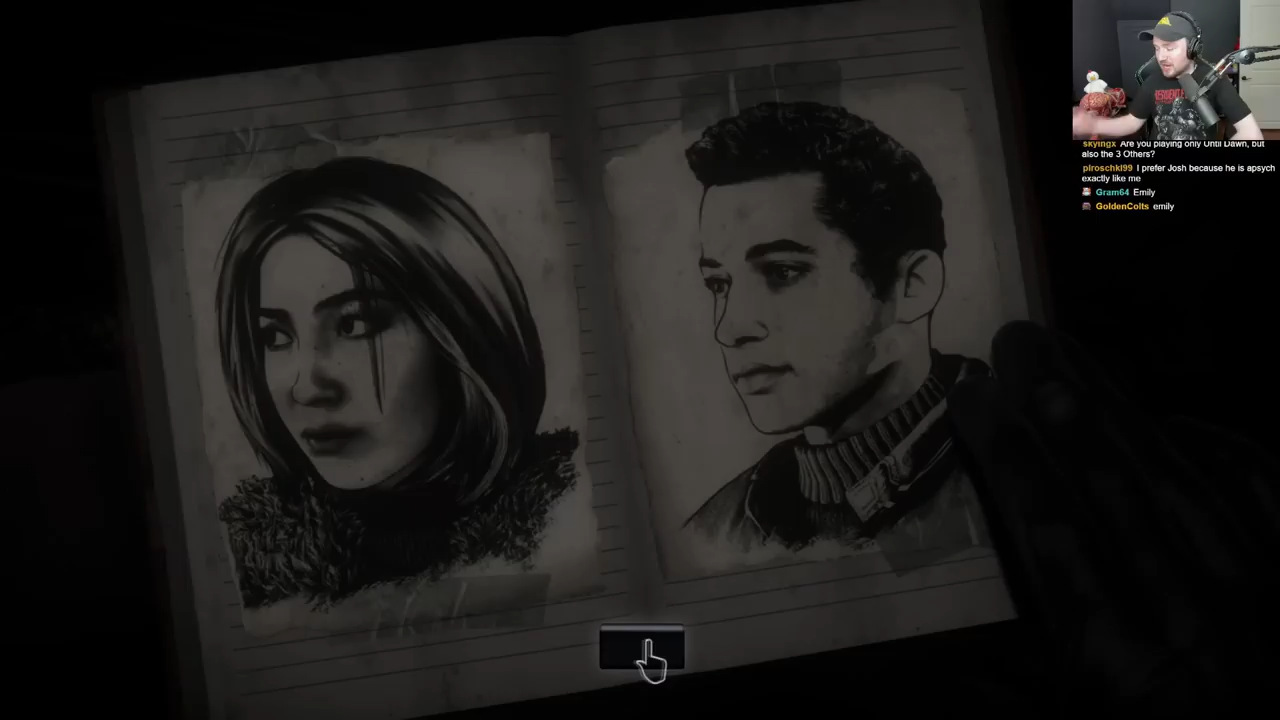 skyingx Are you playing only Until Dawn, but
also the 3 Others?
piroschki99 I prefer Josh because he is apsych
exactly like me
Gram64 Emily
GoldenColts emily